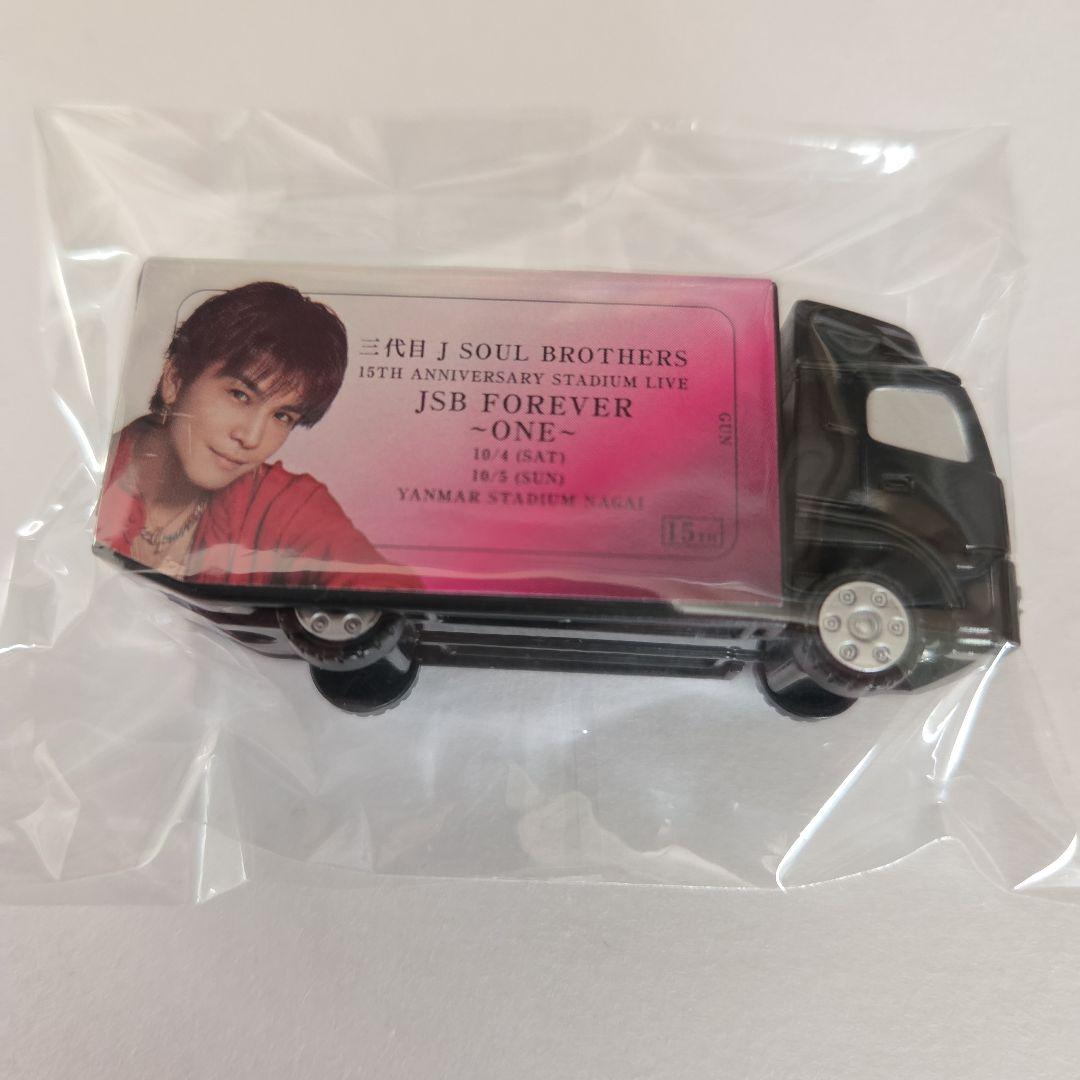 三代目 J SOUL BROTHERS
15TH ANNIVERSARY STADIUM LIVE
JSB FOREVER
~ONE~
10/4 (SAT)
10/5 (SUN)
YANMAR STADIUM NAGAI
GUN
15TH